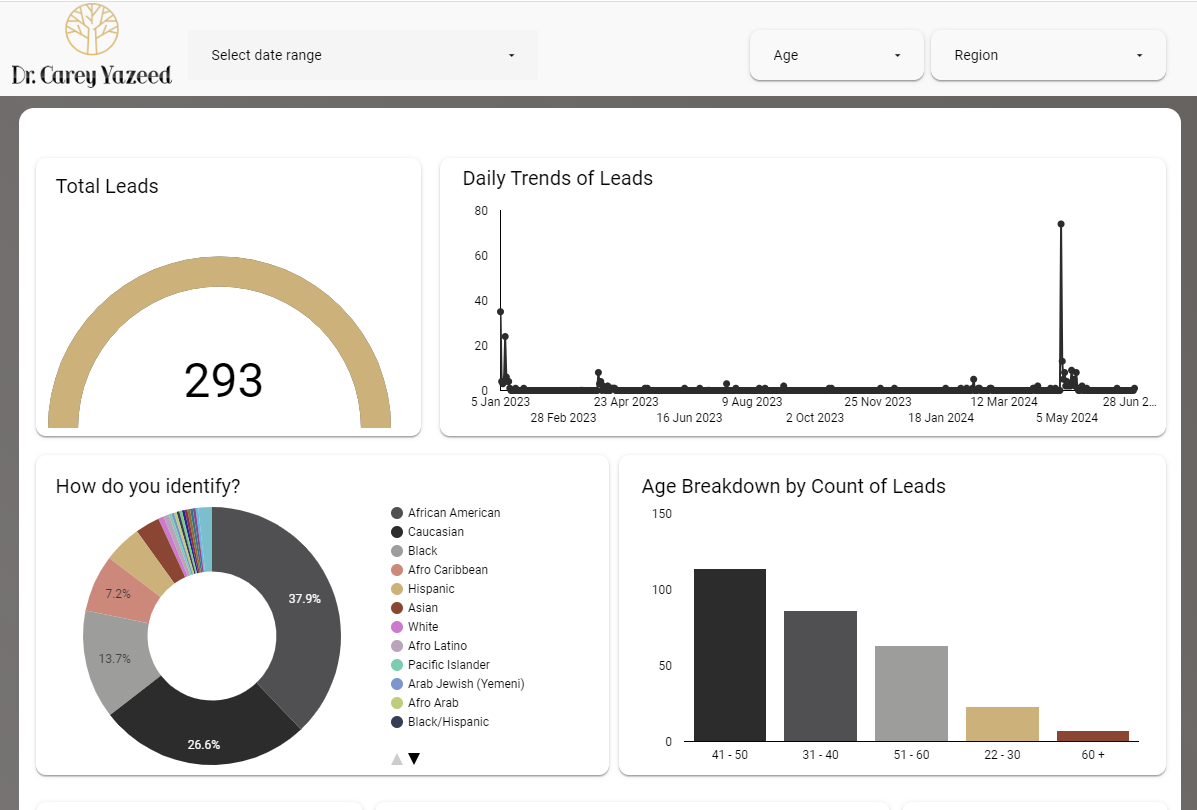 Dr. Carey Yazeed
Select date range
Age
Region
Total Leads
293
Daily Trends of Leads
80
60
40
20
0
5 Jan 2023
23 Apr 2023
9 Aug 2023
25 Nov 2023
12 Mar 2024
28 Jun 2...
28 Feb 2023
16 Jun 2023
2 Oct 2023
18 Jan 2024
5 May 2024
How do you identify?
37.9%
26.6%
13.7%
7.2%
African American
Caucasian
Black
Afro Caribbean
Hispanic
Asian
White
Afro Latino
Pacific Islander
Arab Jewish (Yemeni)
Afro Arab
Black/Hispanic
Age Breakdown by Count of Leads
150
100
50
0
41 - 50
31 - 40
51 - 60
22 - 30
60 +